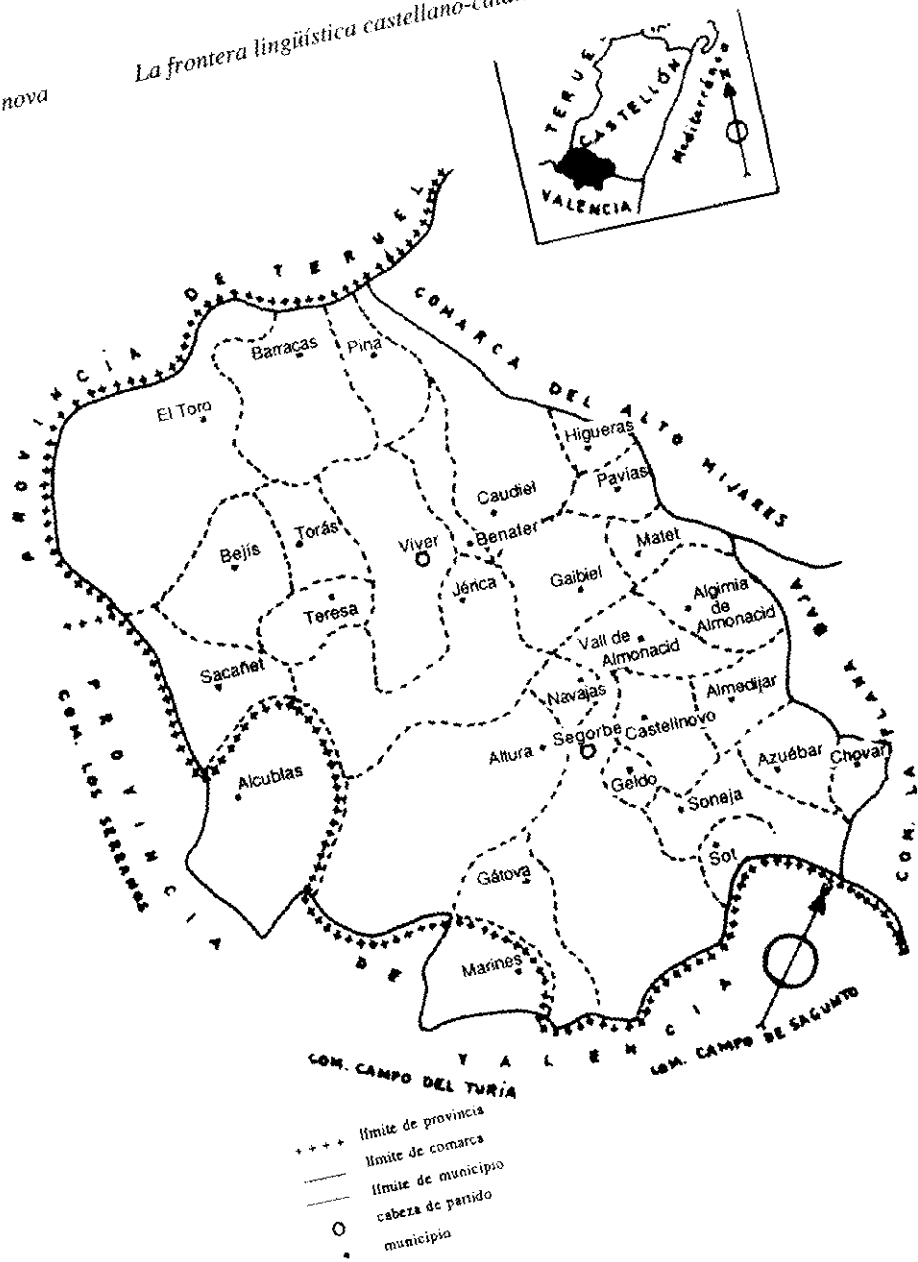 nova
La frontera lingüística castellano-
TERUEL
CASTELLÓN
Mediterráneo
VALENCIA
PROVINCIA DE TERUEL
COMARCA DEL ALTO MIJARES
Barracas
Pina
El Toro
Higueras
Pavías
Caudiel
Benafer
Matet
Torás
Viver
Bejís
Jérica
Gaibiel
Algimia
de
Almonacid
Teresa
Vall de
Almonacid
Sacañet
Navajas
Almedijar
Castellnovo
Segorbe
Altura
Azuébar
Chovar
Geldo
Alcublas
Soneja
Sot
Gátova
Marines
COM. LA PLANA BAJA
COM. LOS SERRANOS
PROVINCIA DE VALENCIA
COM. CAMPO DEL TURIA
COM. CAMPO DE SAGUNTO
++++ límite de provincia
límite de comarca
límite de municipio
cabeza de partido
municipio